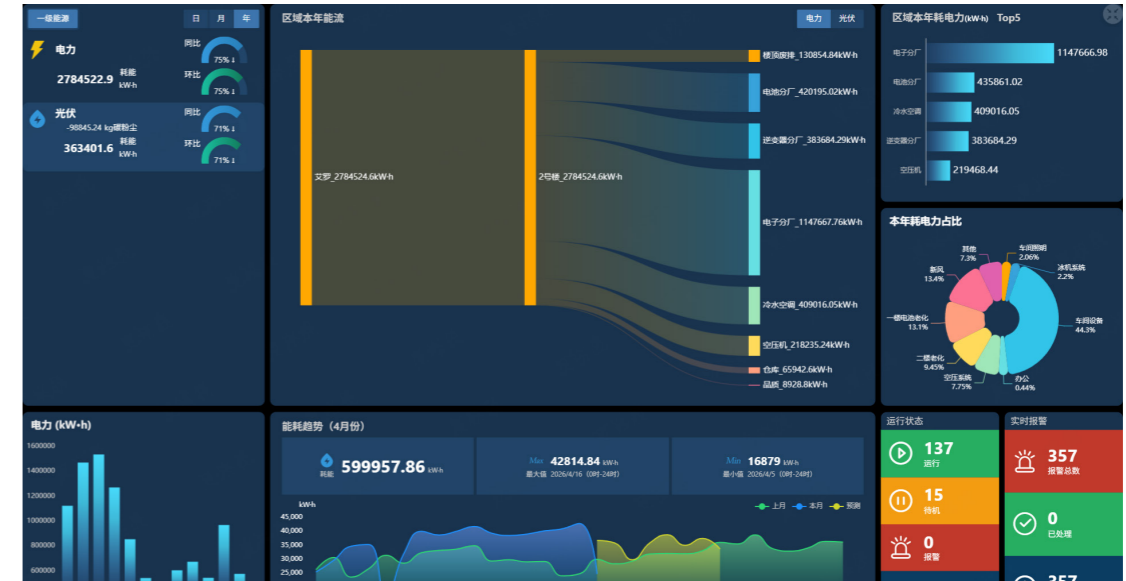 一级能源
日 月 年
电力
2784522.9 耗能 kW·h
同比
75% ↓
环比
75% ↓
光伏
-98845.24 kg碳粉尘
363401.6 耗能 kW·h
同比
71% ↓
环比
71% ↓
区域本年能流
电力 光伏
艾罗_2784524.6kW·h
2号楼_2784524.6kW·h
电池分厂_420195.02kW·h
逆变器分厂_383684.29kW·h
电子分厂_1147667.76kW·h
冷水空调_409016.05kW·h
空压机_218235.24kW·h
仓库_65942.6kW·h
品质_8928.8kW·h
区域本年耗电力(kW·h) Top5
电子分厂 1147666.98
电池分厂 435861.02
冷水空调 409016.05
逆变器分厂 383684.29
空压机 219468.44
本年耗电力占比
其他
7.3%
车间照明
2.06%
冰机系统
2.2%
新风
13.4%
一楼电池老化
13.1%
车间设备
44.3%
二楼老化
9.45%
空压系统
7.75%
办公
0.44%
电力 (kW·h)
1600000
1400000
1200000
1000000
800000
600000
能耗趋势（4月份）
耗能
599957.86 kW·h
Max 42814.84 kW·h
最大值 2026/4/16（0时-24时）
Min 16879 kW·h
最小值 2026/4/5（0时-24时）
kW·h
上月 本月 预测
45,000
40,000
35,000
30,000
25,000
运行状态
137
运行
15
待机
0
报警
实时报警
357
报警总数
0
已处理
357